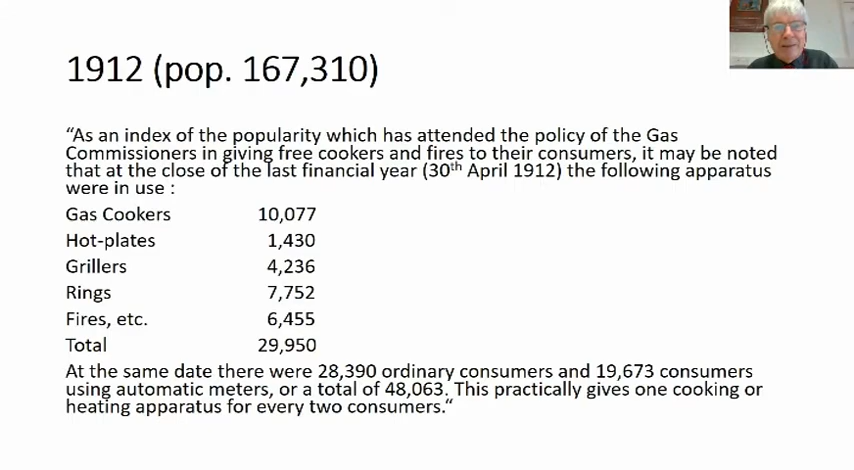 1912 (pop. 167,310)
“As an index of the popularity which has attended the policy of the Gas
Commissioners in giving free cookers and fires to their consumers, it may be noted
that at the close of the last financial year (30th April 1912) the following apparatus
were in use :
Gas Cookers 10,077
Hot-plates 1,430
Grillers 4,236
Rings 7,752
Fires, etc. 6,455
Total 29,950
At the same date there were 28,390 ordinary consumers and 19,673 consumers
using automatic meters, or a total of 48,063. This practically gives one cooking or
heating apparatus for every two consumers.“